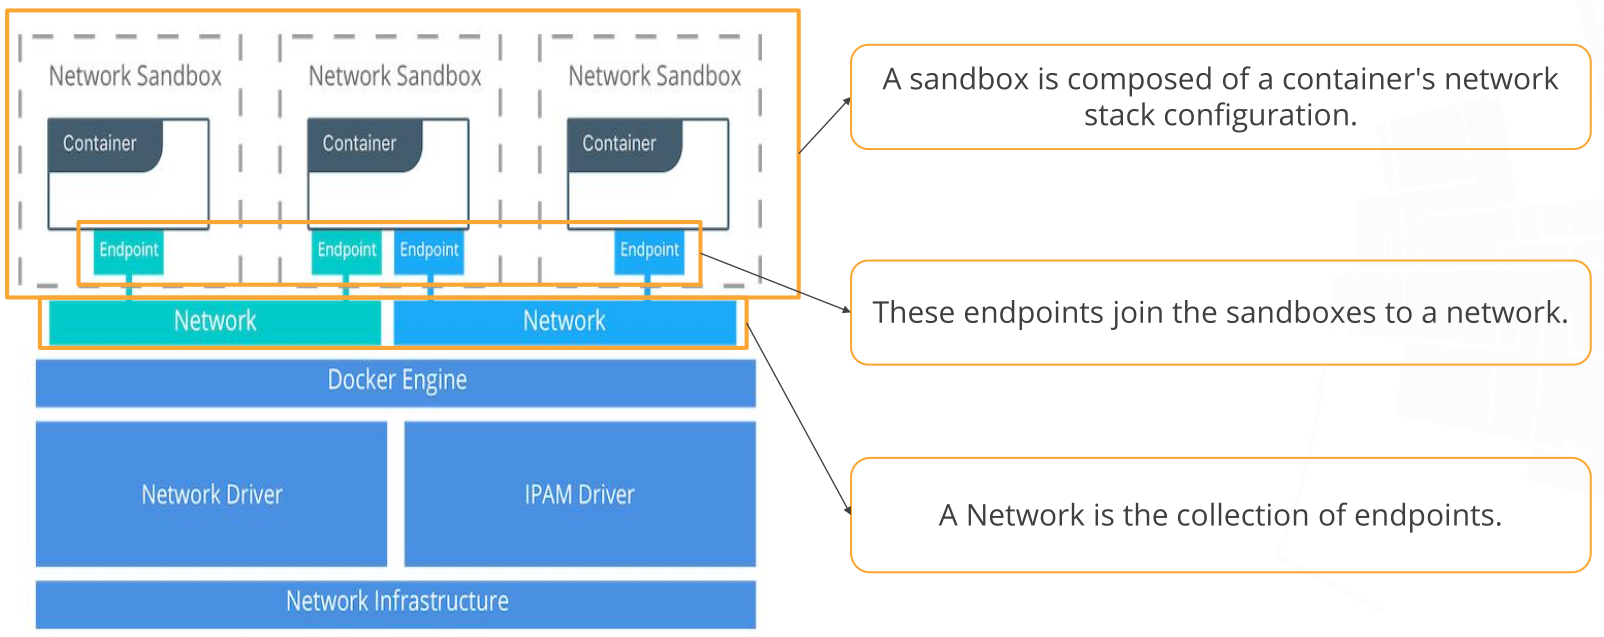 Network Sandbox
Network Sandbox
Network Sandbox
Container
Container
Container
Endpoint
Endpoint
Endpoint
Endpoint
Network
Network
Docker Engine
Network Driver
IPAM Driver
Network Infrastructure
A sandbox is composed of a container's network
stack configuration.
These endpoints join the sandboxes to a network.
A Network is the collection of endpoints.